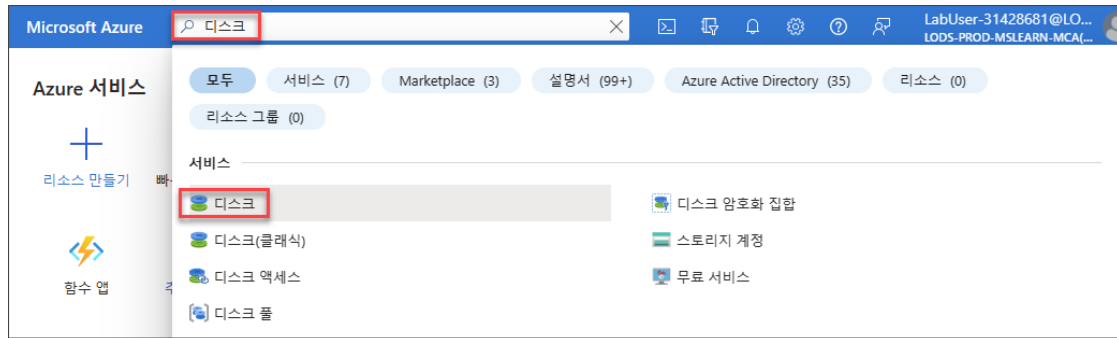 Microsoft Azure 디스크 LabUser-31428681@LO...
LODS-PROD-MSLEARN-MCA(...
Azure 서비스
모두 서비스 (7) Marketplace (3) 설명서 (99+) Azure Active Directory (35) 리소스 (0)
리소스 그룹 (0)
서비스
리소스 만들기
디스크 디스크 암호화 집합
디스크(클래식) 스토리지 계정
디스크 액세스 무료 서비스
함수 앱
디스크 풀